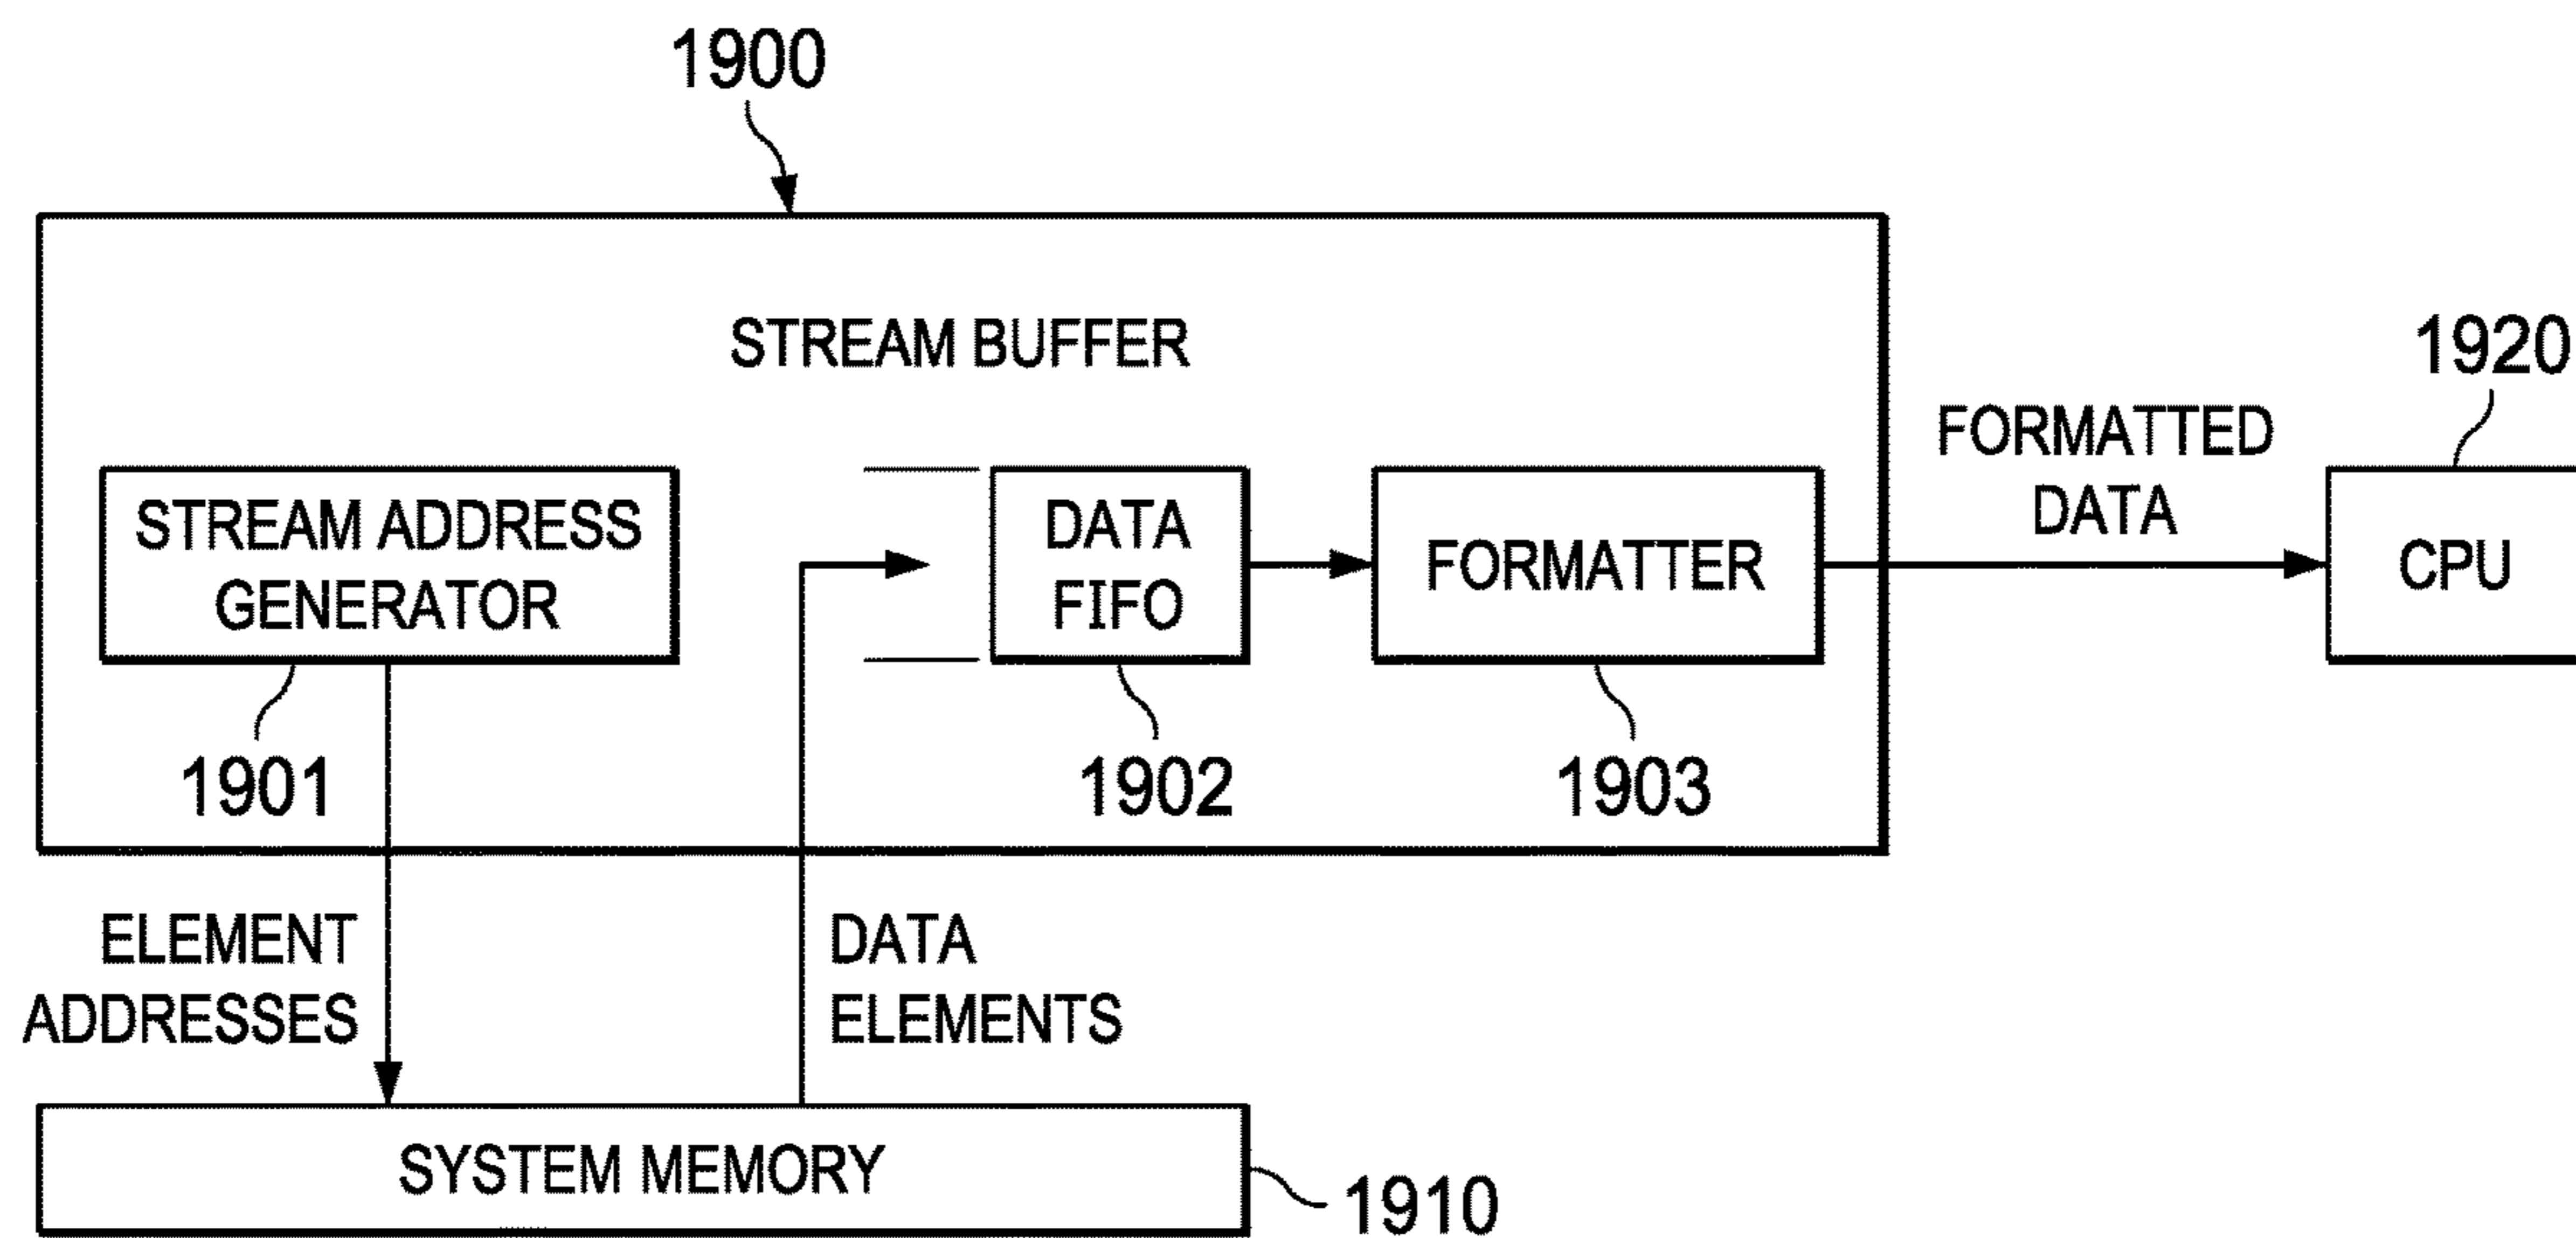 1900
STREAM BUFFER
1920
FORMATTED
DATA
STREAM ADDRESS
GENERATOR
DATA
FIFO
FORMATTER
CPU
1901
1902
1903
ELEMENT
ADDRESSES
DATA
ELEMENTS
SYSTEM MEMORY
1910